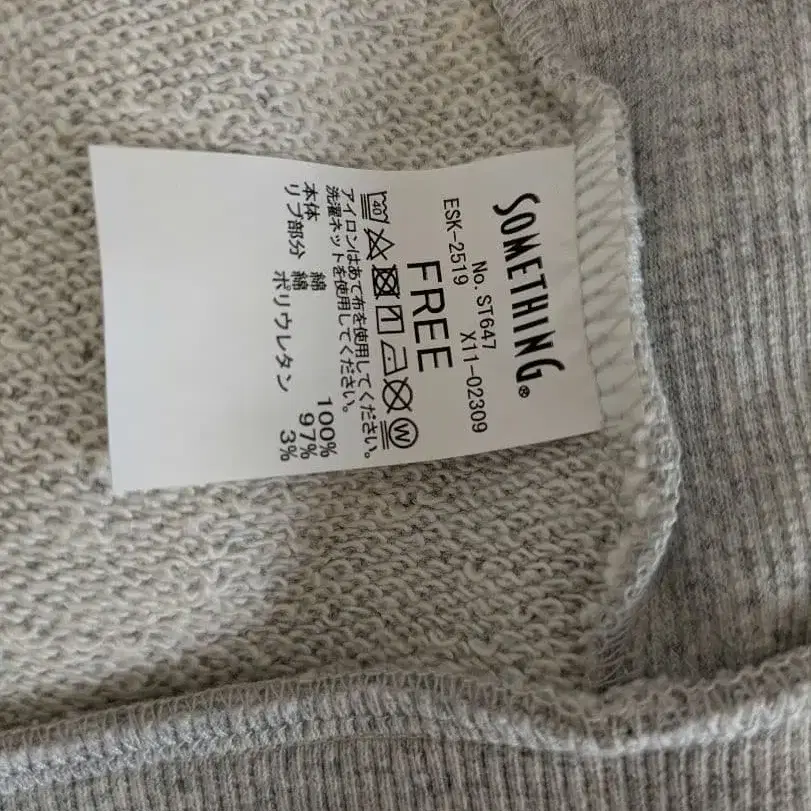 SOMETHING®
No. ST647
ESK-2519 X11-02309
FREE
40 W
アイロンはあて布を使用してください。
洗濯ネットを使用してください。
本体 綿 100%
リブ部分 綿 97%
ポリウレタン 3%